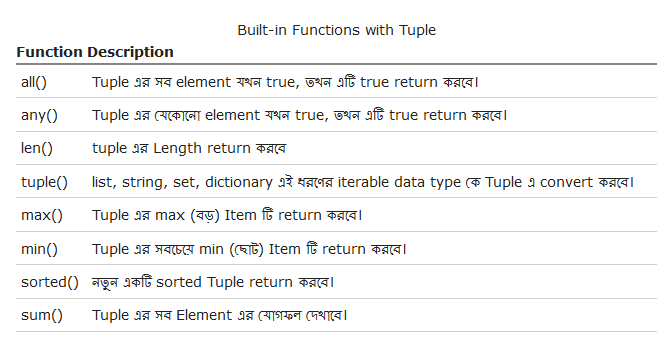 Built-in Functions with Tuple
Function Description
all() Tuple এর সব element যখন true, তখন এটি true return করবে।
any() Tuple এর যেকোনো element যখন true, তখন এটি true return করবে।
len() tuple এর Length return করবে
tuple() list, string, set, dictionary এই ধরণের iterable data type কে Tuple এ convert করবে।
max() Tuple এর max (বড়) Item টি return করবে।
min() Tuple এর সবচেয়ে min (ছোট) Item টি return করবে।
sorted() নতুন একটি sorted Tuple return করবে।
sum() Tuple এর সব Element এর যোগফল দেখাবে।